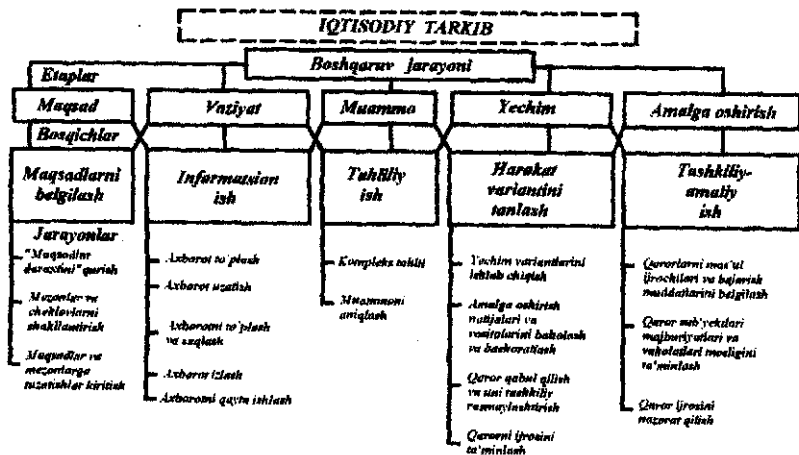 IQTISODIY TARKIB
Boshqaruv jarayoni
Etaplar
Maqsad
Vaziyat
Muammo
Yechim
Amalga oshirish
Bosqichlar
Maqsadlarni
belgilash
Informatsion
ish
Tahliliy
ish
Harakat
variantini
tanlash
Tashkiliy-
amaliy
ish
Jarayonlar
"Maqsadlar
daraxtini" qurish
Mezonlar va
cheklovlarni
shakllantirish
Maqsadlar va
mezonlarga
tuzatishlar kiritish
Axborot to'plash
Axborot uzatish
Axborotni to'plash
va saqlash
Axborot izlash
Axborotni qayta ishlash
Kompleks tahlil
Muammoni
aniqlash
Yechim variantlarini
ishlab chiqish
Amalga oshirish
natijalari va
vositalarini baholash
va bashoratlash
Qaror qabul qilish
va uni tashkiliy
rasmiylashtirish
Qarorni ijrosini
ta'minlash
Qarorlarni mas'ul
ijrochilari va bajarish
muddatlarini belgilash
Qaror sub'yektlari
majburiyatlari va
vakolatlari mosligini
ta'minlash
Qaror ijrosini
nazorat qilish